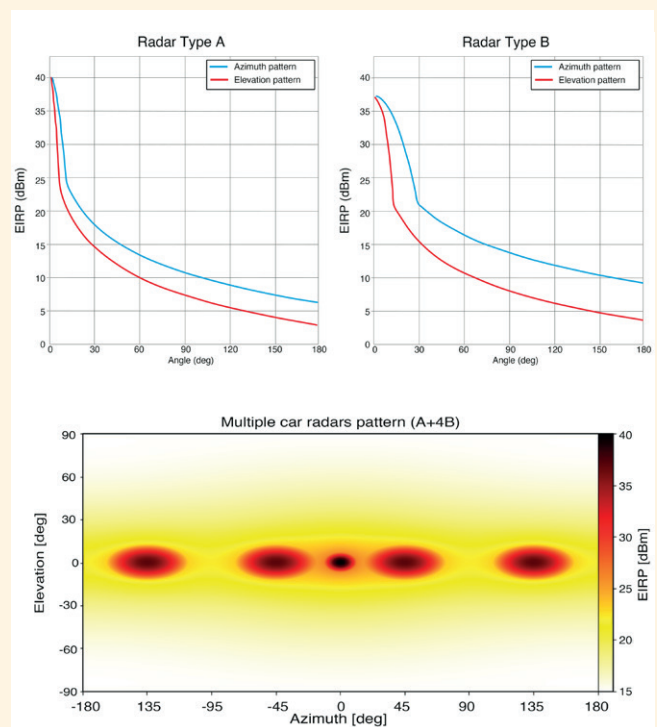 Radar Type A
Azimuth pattern
Elevation pattern
40
35
30
25
20
15
10
5
0
EIRP (dBm)
0 30 60 90 120 150 180
Angle (deg)
Radar Type B
Azimuth pattern
Elevation pattern
40
35
30
25
20
15
10
5
0
EIRP (dBm)
0 30 60 90 120 150 180
Angle (deg)
Multiple car radars pattern (A+4B)
90
60
30
0
-30
-60
-90
Elevation [deg]
-180 -135 -95 -45 0 45 90 135 180
Azimuth [deg]
40
35
30
25
20
15
EIRP [dBm]